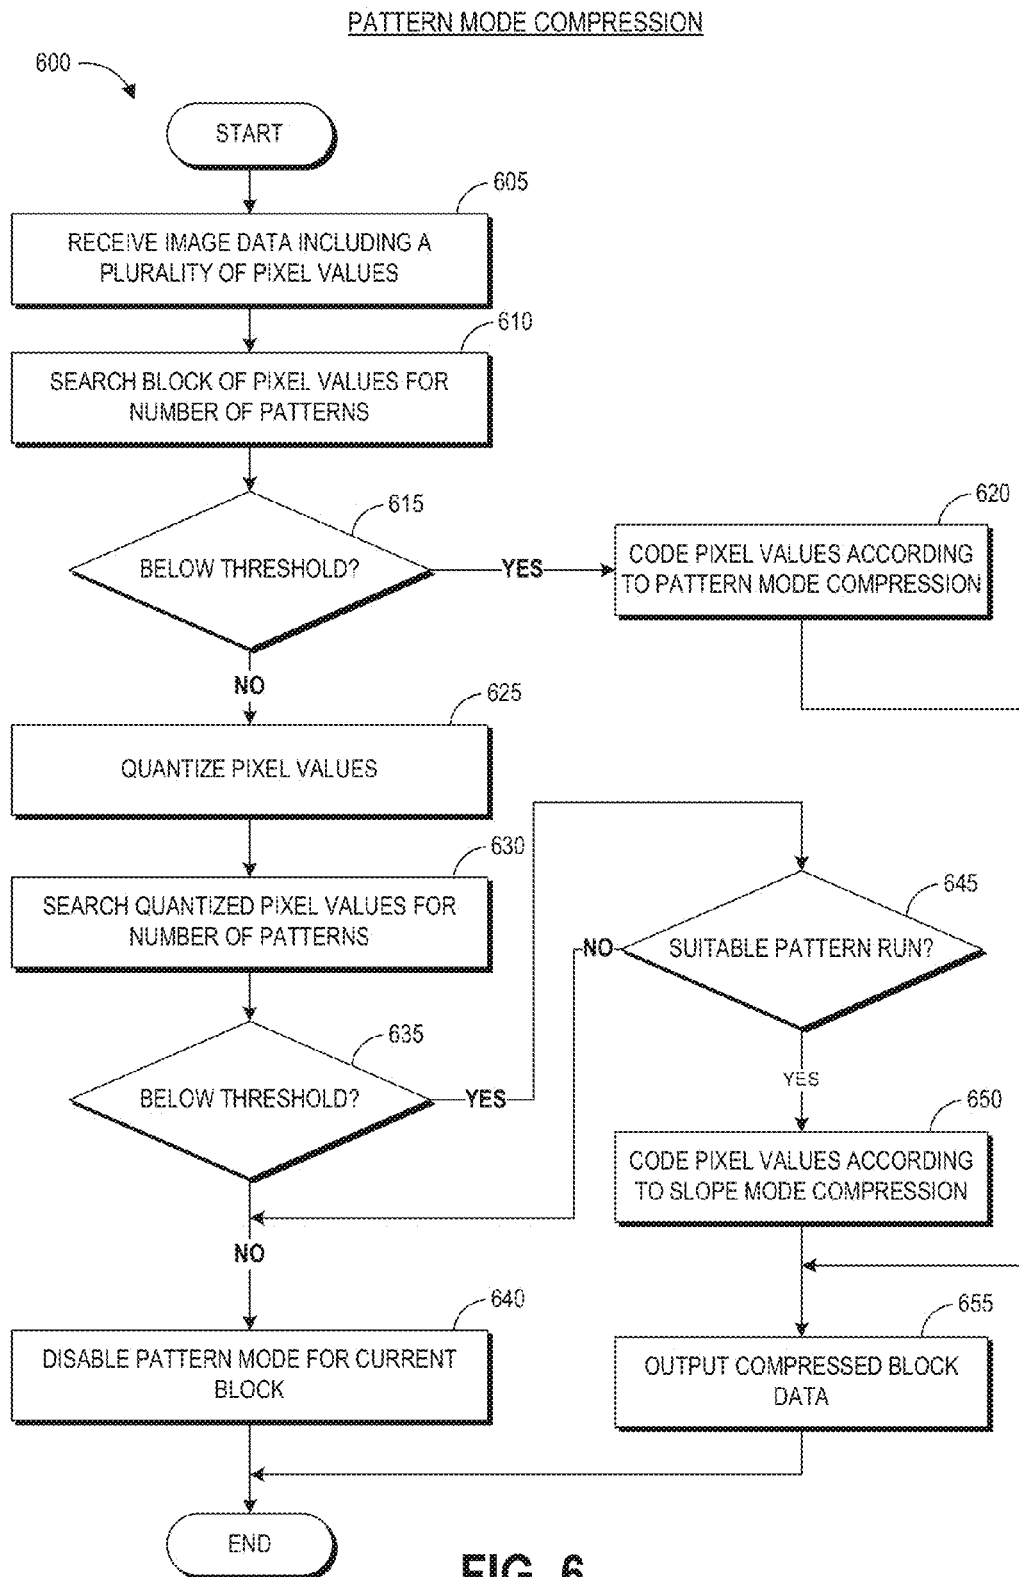 PATTERN MODE COMPRESSION
600
START
605
RECEIVE IMAGE DATA INCLUDING A
PLURALITY OF PIXEL VALUES
610
SEARCH BLOCK OF PIXEL VALUES FOR
NUMBER OF PATTERNS
615
BELOW THRESHOLD?
YES
620
CODE PIXEL VALUES ACCORDING
TO PATTERN MODE COMPRESSION
NO
625
QUANTIZE PIXEL VALUES
630
SEARCH QUANTIZED PIXEL VALUES FOR
NUMBER OF PATTERNS
635
BELOW THRESHOLD?
YES
645
SUITABLE PATTERN RUN?
NO
YES
650
CODE PIXEL VALUES ACCORDING
TO SLOPE MODE COMPRESSION
NO
640
DISABLE PATTERN MODE FOR CURRENT
BLOCK
655
OUTPUT COMPRESSED BLOCK
DATA
END
FIG. 6